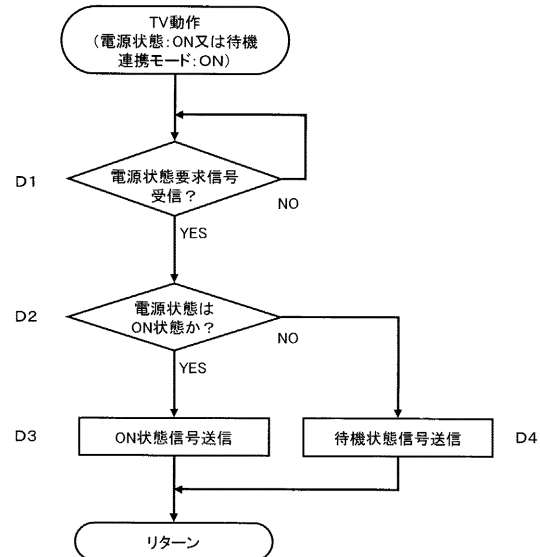 TV動作
(電源状態:ON又は待機
連携モード:ON)
D1
電源状態要求信号
受信?
NO
YES
D2
電源状態は
ON状態か?
NO
YES
D3
ON状態信号送信
待機状態信号送信
D4
リターン